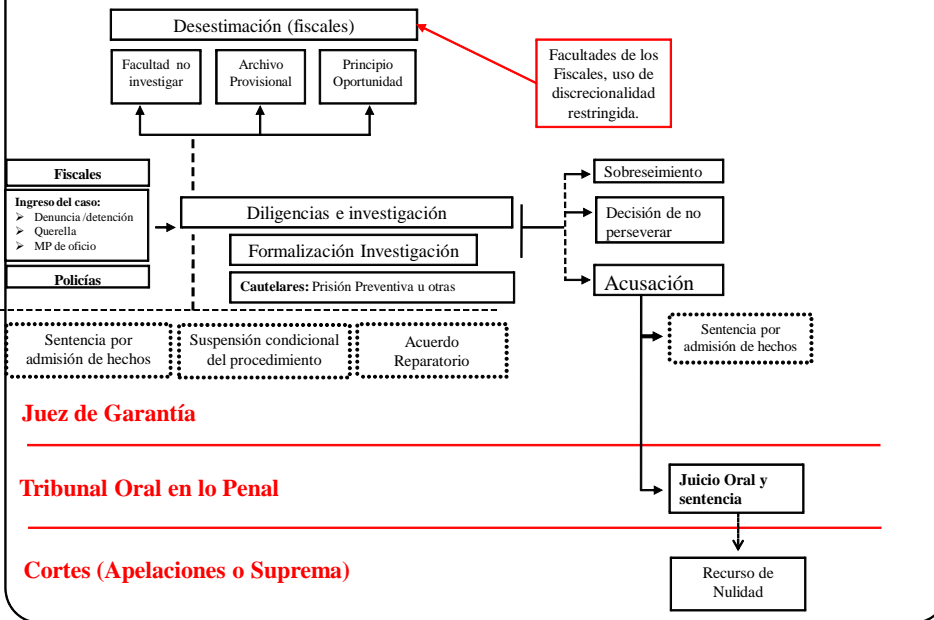 Desestimación (fiscales)
Facultad no
investigar
Archivo
Provisional
Principio
Oportunidad
Facultades de los
Fiscales, uso de
discrecionalidad
restringida.
Fiscales
Ingreso del caso:
➢ Denuncia /detención
➢ Querella
➢ MP de oficio
Policías
Diligencias e investigación
Formalización Investigación
Cautelares: Prisión Preventiva u otras
Sobreseimiento
Decisión de no
perseverar
Acusación
Sentencia por
admisión de hechos
Suspensión condicional
del procedimiento
Acuerdo
Reparatorio
Sentencia por
admisión de hechos
Juez de Garantía
Tribunal Oral en lo Penal
Juicio Oral y
sentencia
Cortes (Apelaciones o Suprema)
Recurso de
Nulidad